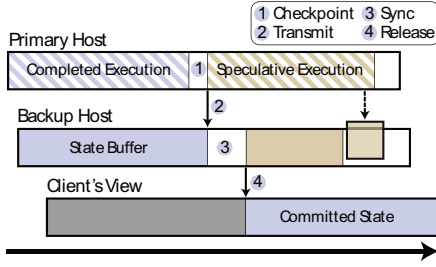 1 Checkpoint 3 Sync
2 Transmit 4 Release
Primary Host
Completed Execution 1 Speculative Execution
2
Backup Host
State Buffer 3
4
Client's View
Committed State